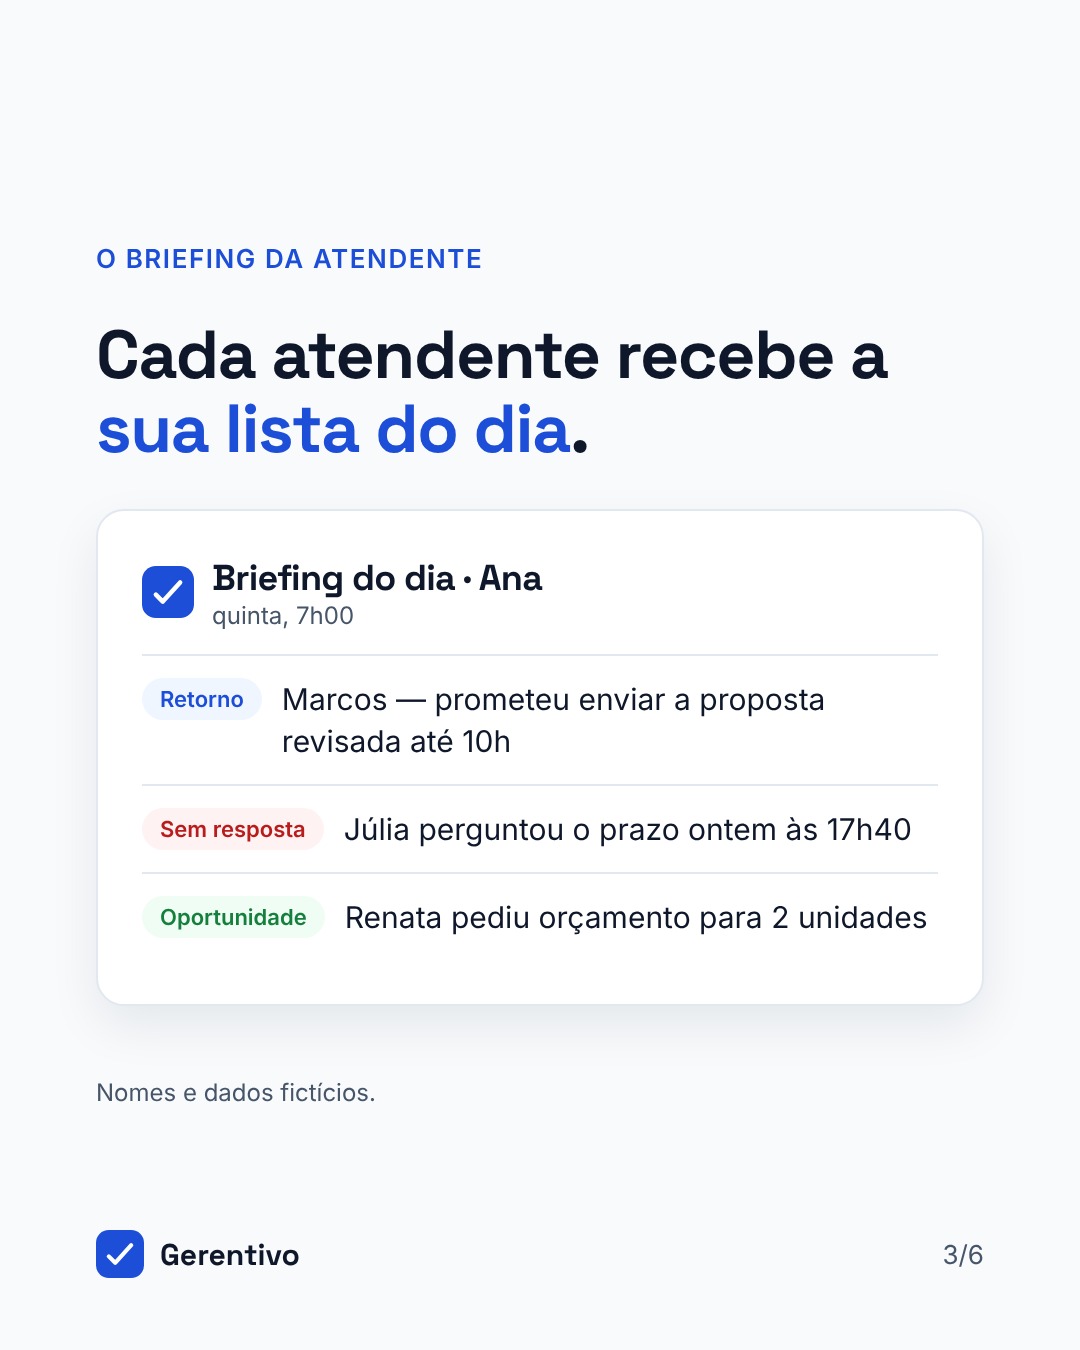 O BRIEFING DA ATENDENTE
Cada atendente recebe a
sua lista do dia.
Briefing do dia · Ana
quinta, 7h00
Retorno Marcos — prometeu enviar a proposta
revisada até 10h
Sem resposta Júlia perguntou o prazo ontem às 17h40
Oportunidade Renata pediu orçamento para 2 unidades
Nomes e dados fictícios.
Gerentivo 3/6